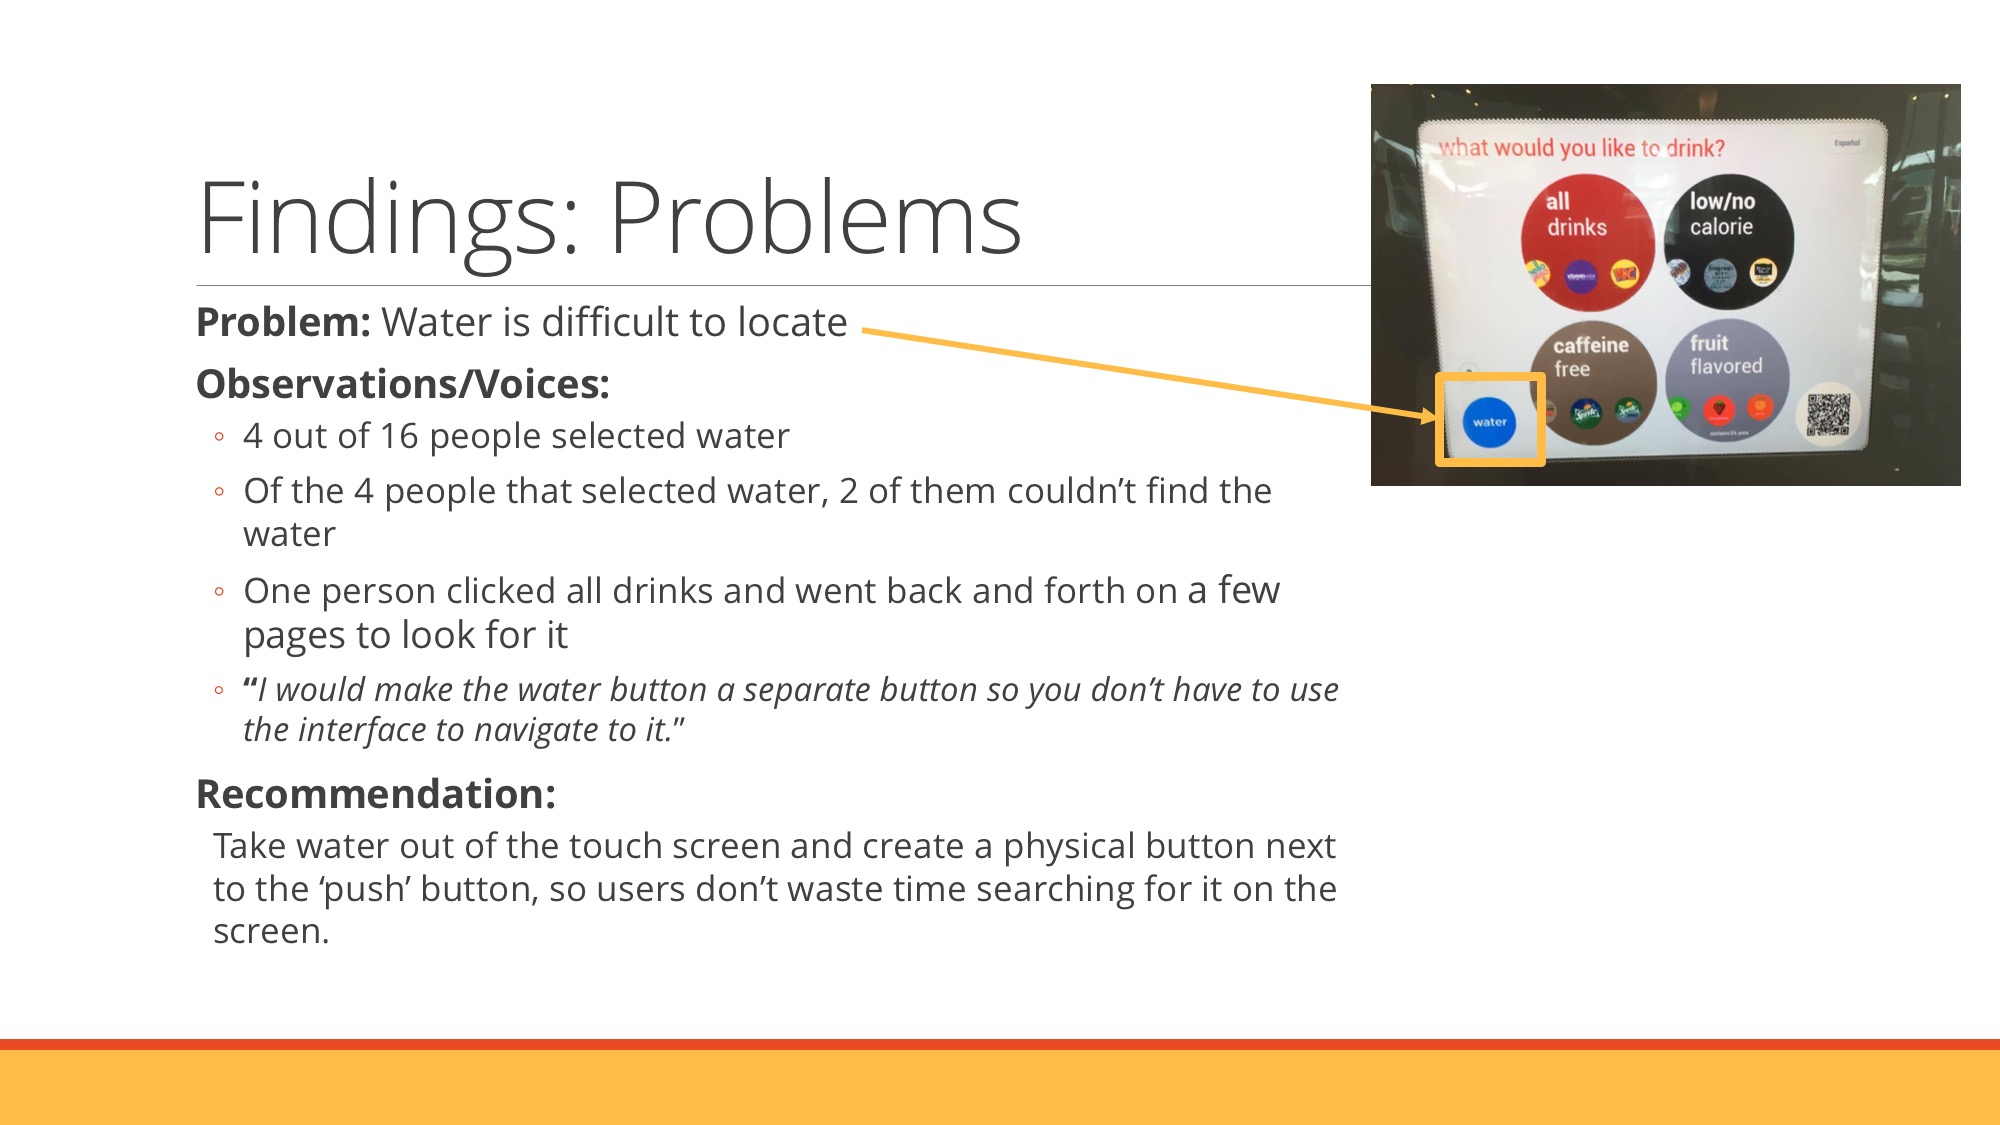 Findings: Problems
Problem: Water is difficult to locate
Observations/Voices:
◦ 4 out of 16 people selected water
◦ Of the 4 people that selected water, 2 of them couldn’t find the
water
◦ One person clicked all drinks and went back and forth on a few
pages to look for it
◦ “I would make the water button a separate button so you don’t have to use
the interface to navigate to it.”
Recommendation:
Take water out of the touch screen and create a physical button next
to the ‘push’ button, so users don’t waste time searching for it on the
screen.
what would you like to drink?
Español
all
drinks
low/no
calorie
caffeine
free
fruit
flavored
water
Sprite
Sprite